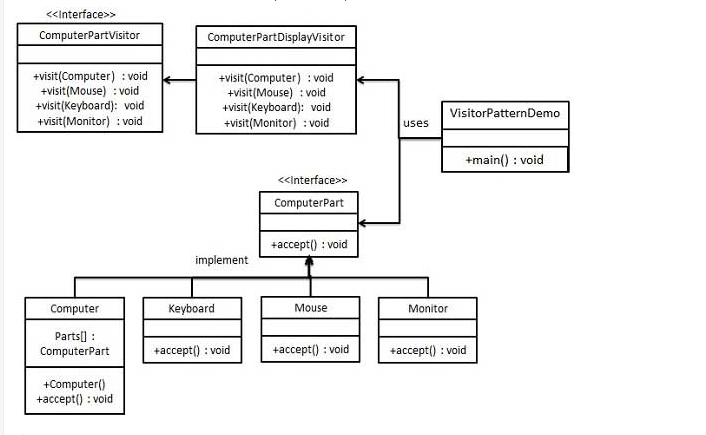 <<Interface>>
ComputerPartVisitor
+visit(Computer) : void
+visit(Mouse) : void
+visit(Keyboard): void
+visit(Monitor) : void
ComputerPartDisplayVisitor
+visit(Computer) : void
+visit(Mouse) : void
+visit(Keyboard): void
+visit(Monitor) : void
uses
VisitorPatternDemo
+main() : void
<<Interface>>
ComputerPart
+accept() : void
implement
Computer
Parts[] :
ComputerPart
+Computer()
+accept() : void
Keyboard
+accept() : void
Mouse
+accept() : void
Monitor
+accept() : void